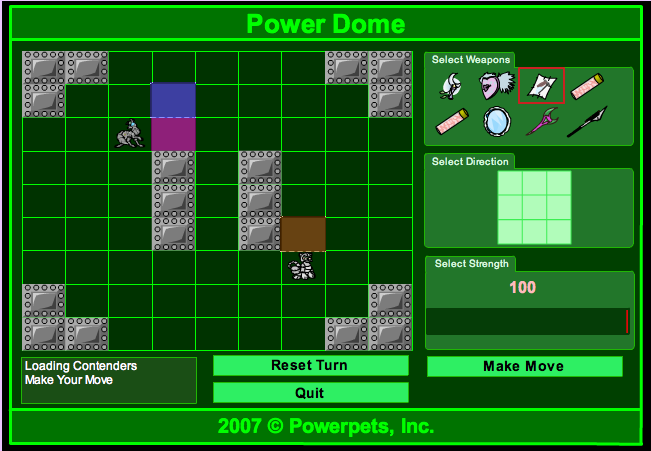 Power Dome
Select Weapons
Select Direction
Select Strength
100
Loading Contenders
Make Your Move
Reset Turn
Quit
Make Move
2007 © Powerpets, Inc.